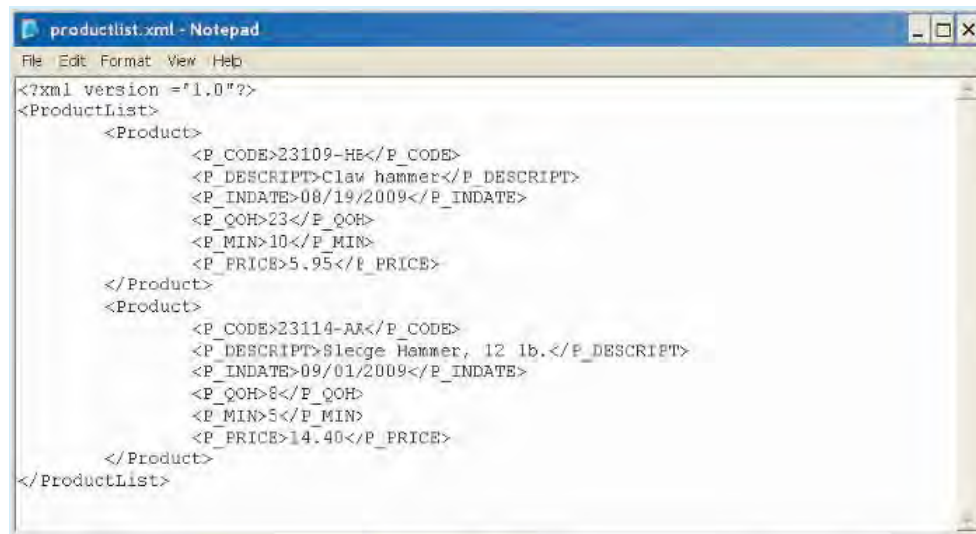 productlist.xml - Notepad
File Edit Format View Help
<?xml version ="1.0"?>
<ProductList>
<Product>
<P_CODE>23109-HB</P_CODE>
<P_DESCRIPT>Claw hammer</P_DESCRIPT>
<P_INDATE>08/19/2009</P_INDATE>
<P_QOH>23</P_QOH>
<P_MIN>10</P_MIN>
<P_PRICE>5.95</P_PRICE>
</Product>
<Product>
<P_CODE>23114-AA</P_CODE>
<P_DESCRIPT>Sledge Hammer, 12 lb.</P_DESCRIPT>
<P_INDATE>09/01/2009</P_INDATE>
<P_QOH>8</P_QOH>
<P_MIN>5</P_MIN>
<P_PRICE>14.40</P_PRICE>
</Product>
</ProductList>